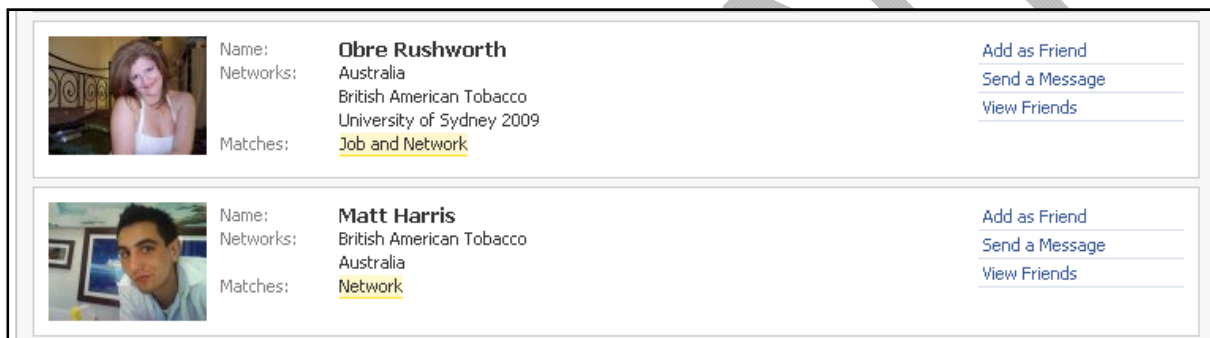 Name: Obre Rushworth Add as Friend
Networks: Australia Send a Message
British American Tobacco View Friends
University of Sydney 2009
Matches: Job and Network
Name: Matt Harris Add as Friend
Networks: British American Tobacco Send a Message
Australia View Friends
Matches: Network